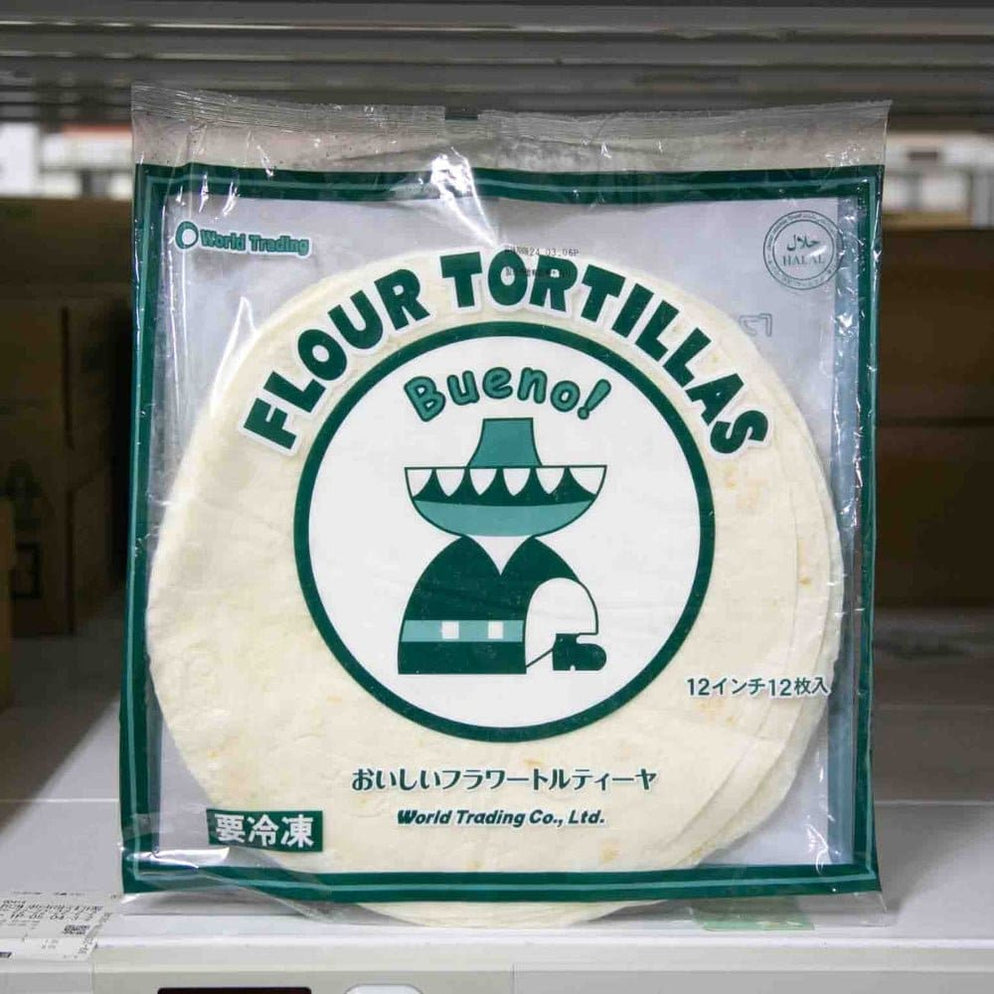 World Trading
حلال
HALAL
FLOUR TORTILLAS
Bueno!
12インチ12枚入
おいしいフラワートルティーヤ
World Trading Co., Ltd.
要冷凍